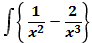 ∫{1/x² − 2/x³}